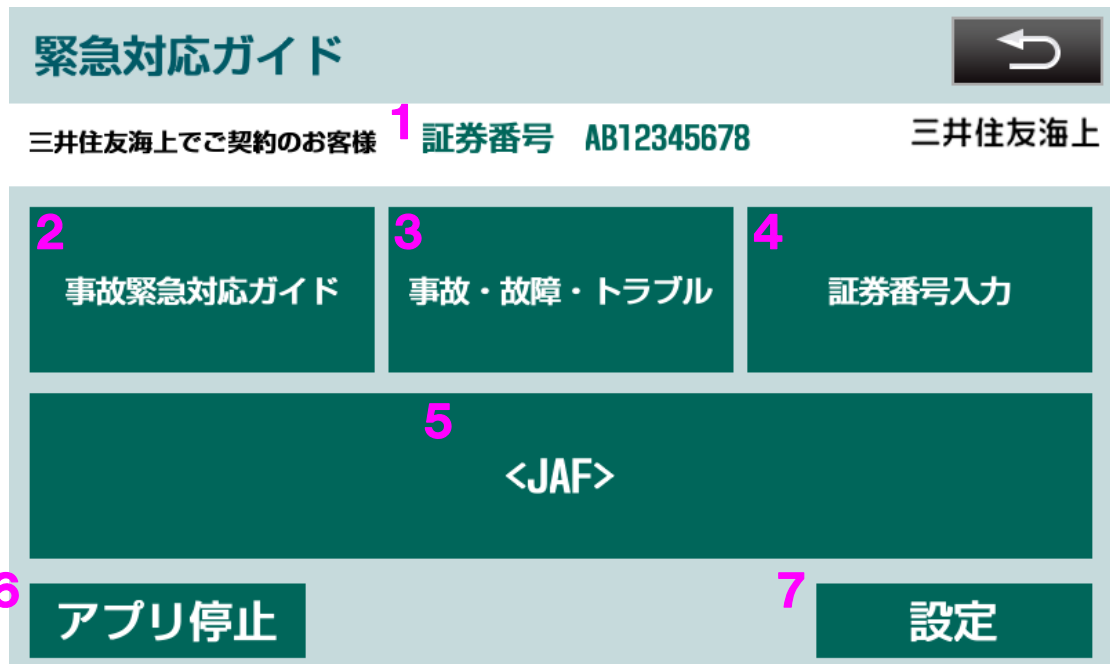 緊急対応ガイド
三井住友海上でご契約のお客様 1 証券番号 AB12345678 三井住友海上
2 3 4
事故緊急対応ガイド 事故・故障・トラブル 証券番号入力
5
<JAF>
6 7
アプリ停止 設定